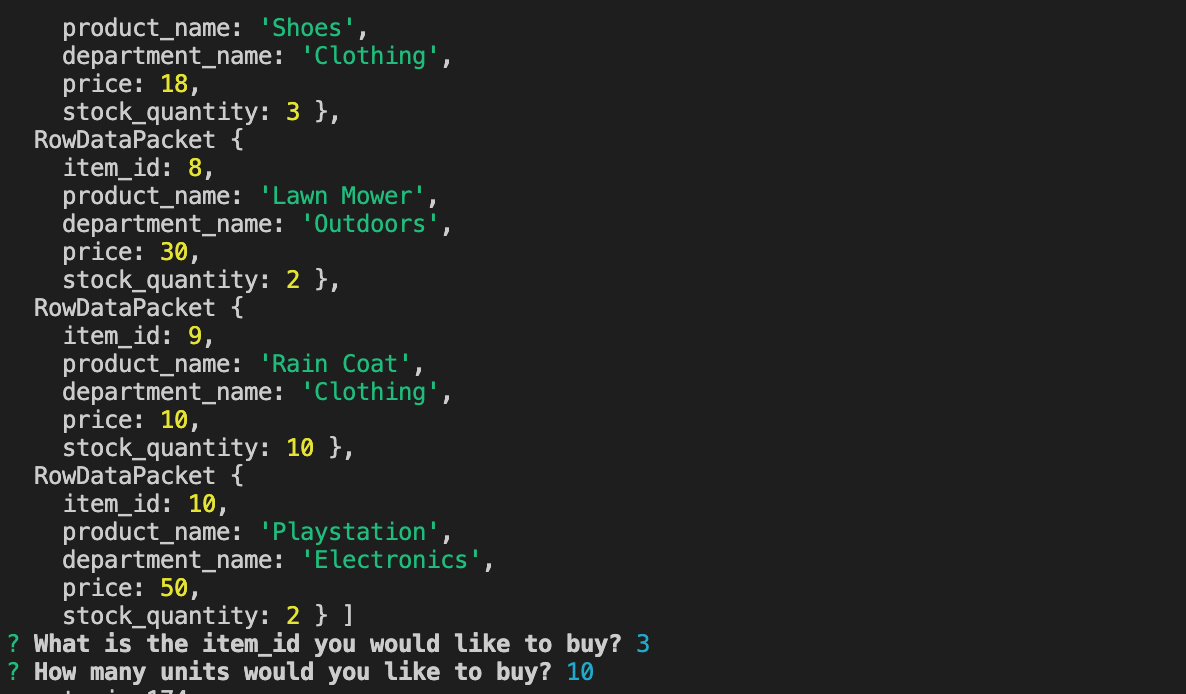 product_name: 'Shoes',
department_name: 'Clothing',
price: 18,
stock_quantity: 3 },
RowDataPacket {
item_id: 8,
product_name: 'Lawn Mower',
department_name: 'Outdoors',
price: 30,
stock_quantity: 2 },
RowDataPacket {
item_id: 9,
product_name: 'Rain Coat',
department_name: 'Clothing',
price: 10,
stock_quantity: 10 },
RowDataPacket {
item_id: 10,
product_name: 'Playstation',
department_name: 'Electronics',
price: 50,
stock_quantity: 2 } ]
? What is the item_id you would like to buy? 3
? How many units would you like to buy? 10